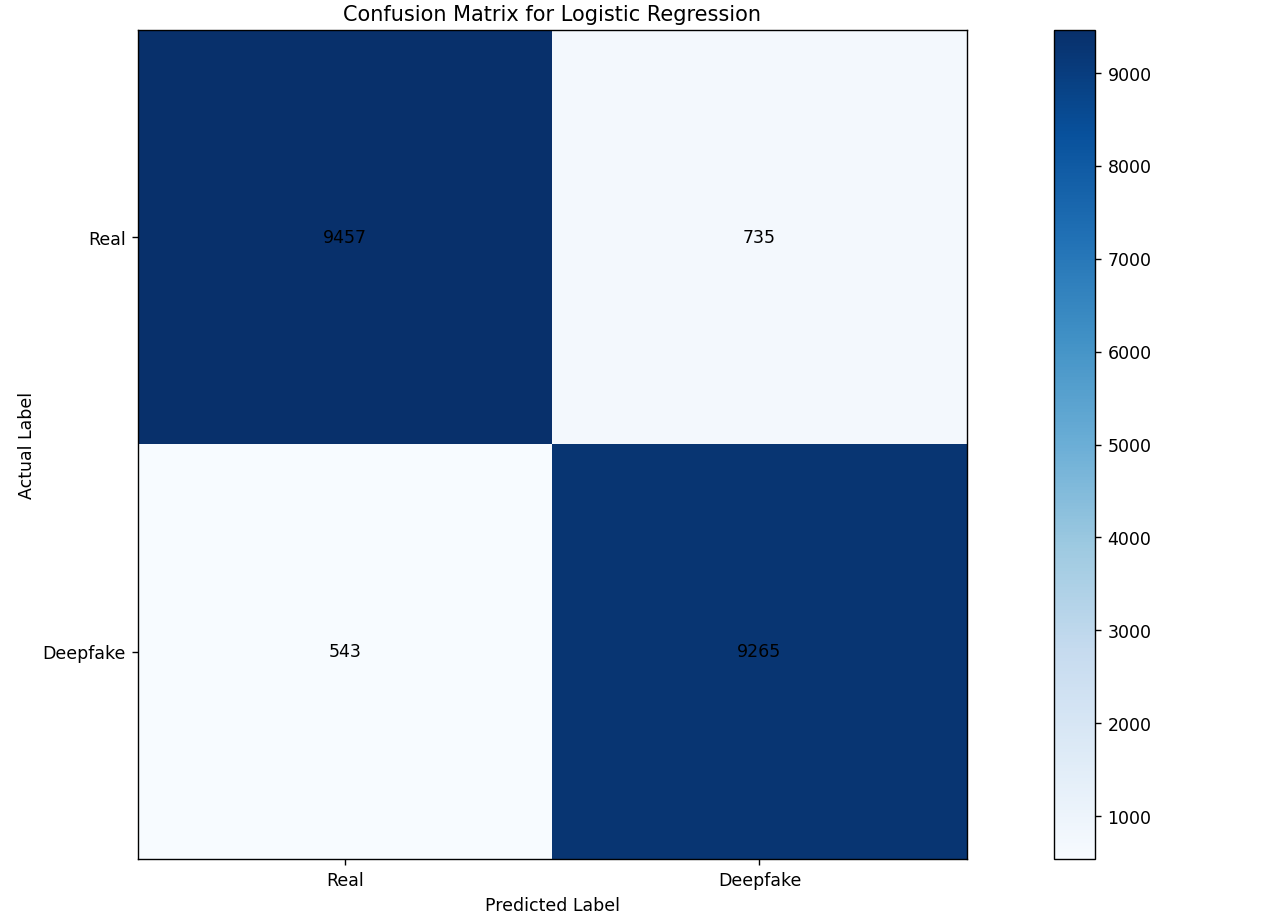 Confusion Matrix for Logistic Regression
Actual Label
Real
Deepfake
9457
735
543
9265
Real
Deepfake
Predicted Label
9000
8000
7000
6000
5000
4000
3000
2000
1000